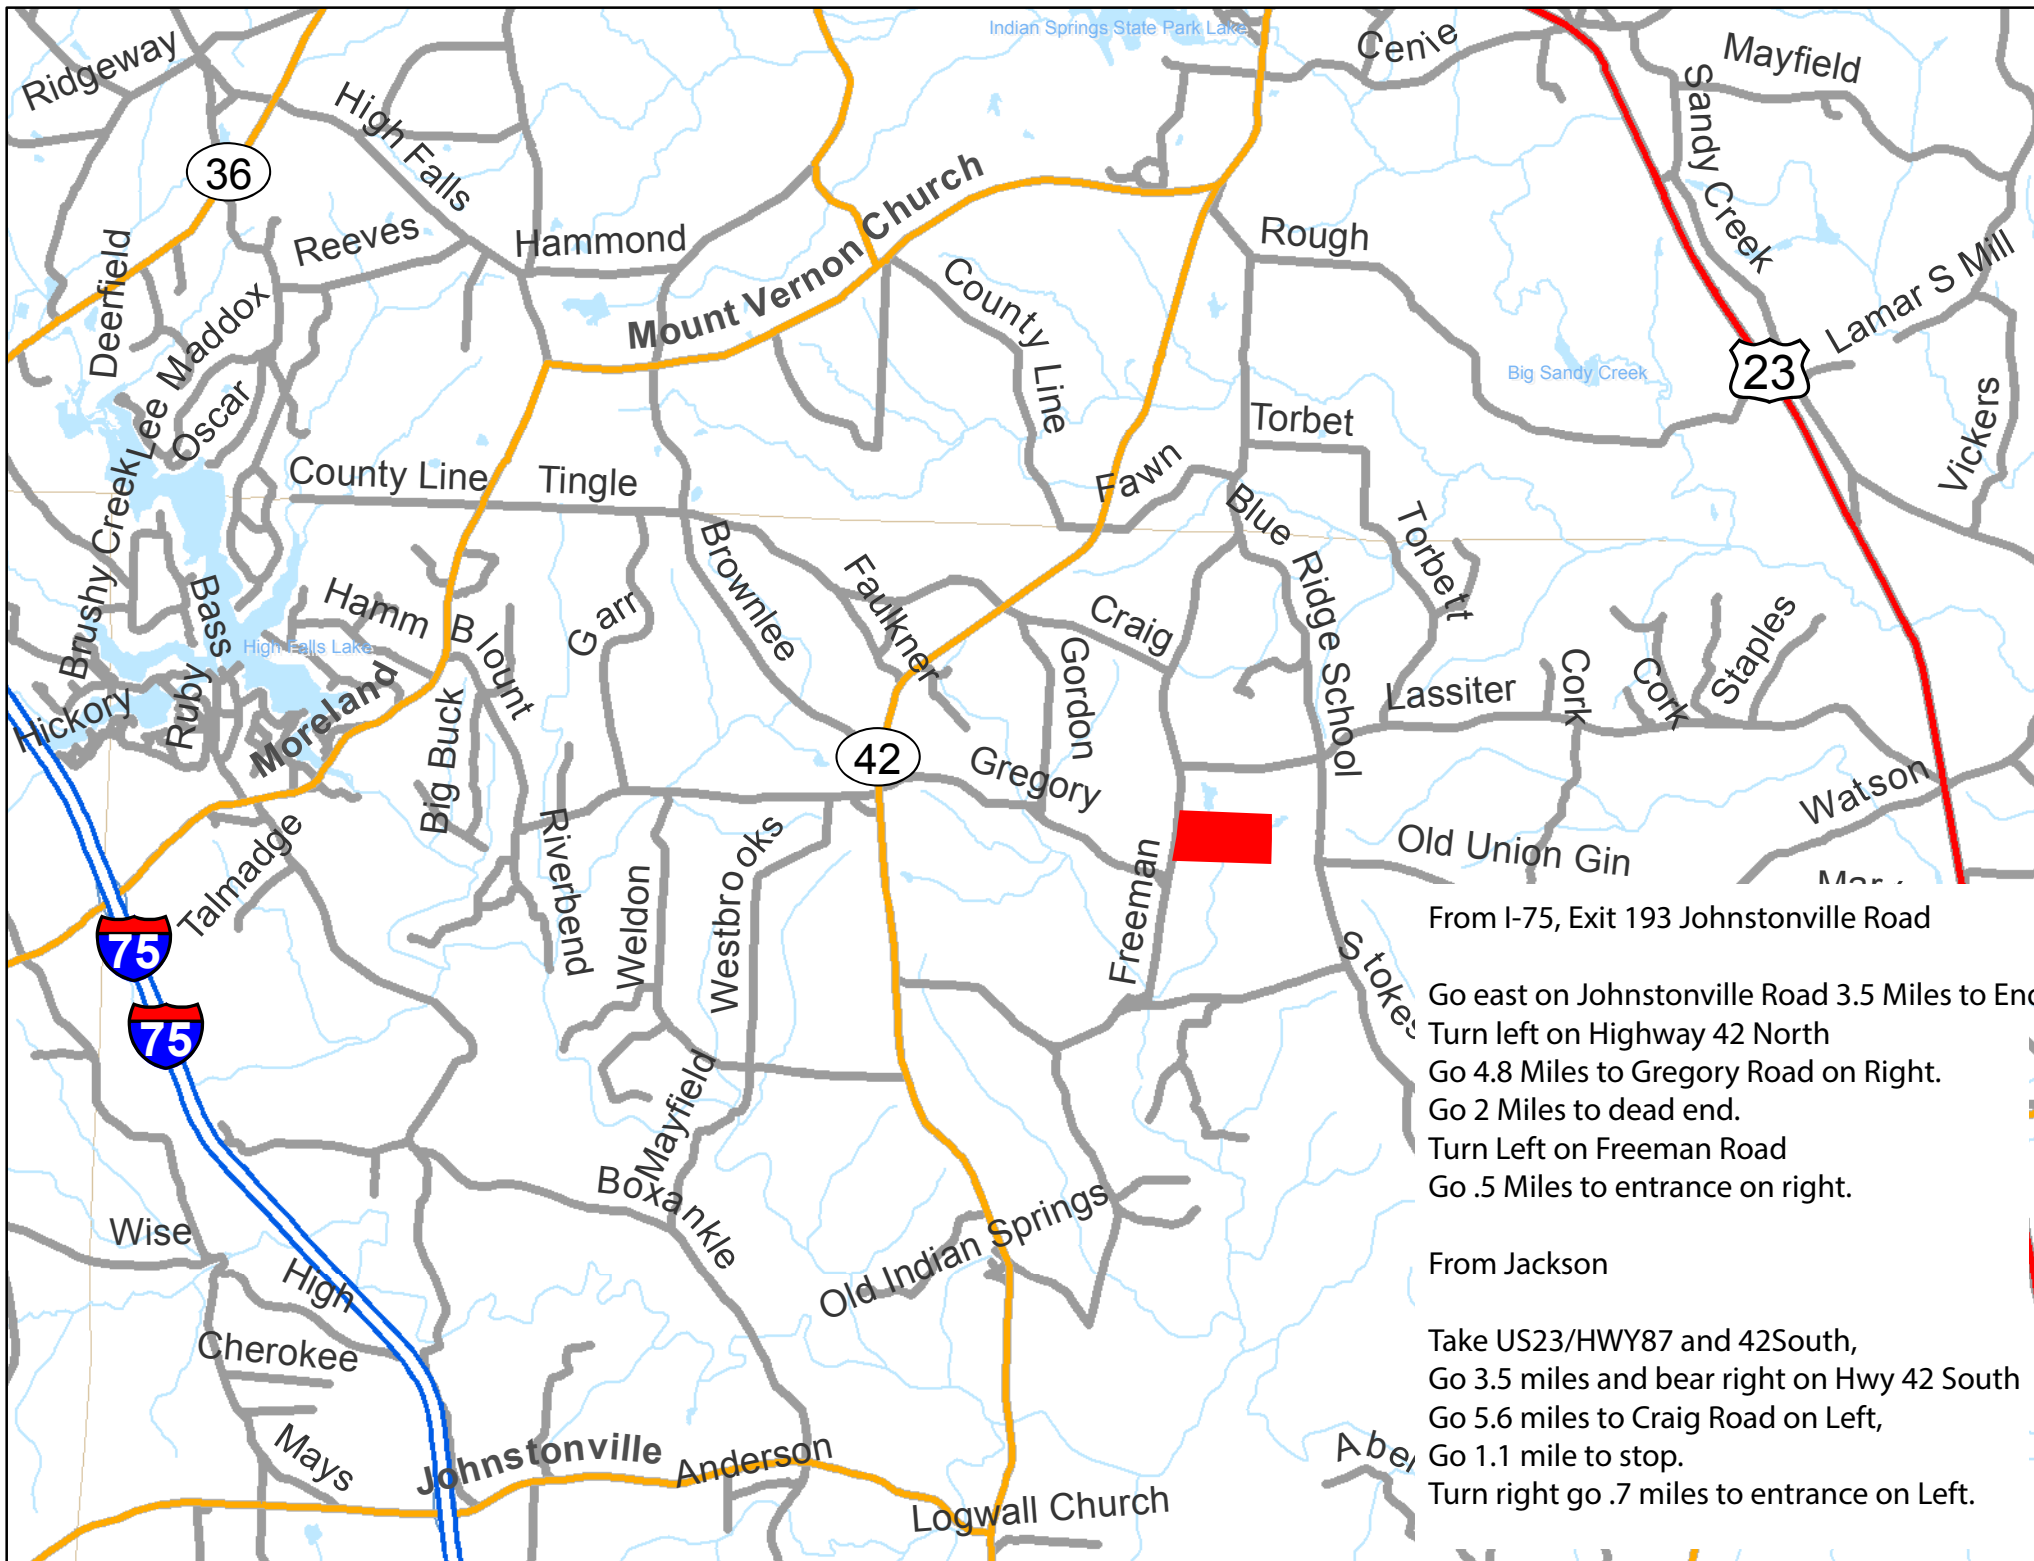 Indian Springs State Park Lake
Cenie
Mayfield
Ridgeway
High Falls
Sandy Creek
36
Mount Vernon Church
Reeves
Hammond
Rough
Deerfield
Lee Maddox
County Line
Lamar S Mill
23
Big Sandy Creek
Oscar
Torbet
Vickers
County Line
Tingle
Fawn
Brushy Creek
Blue Ridge School
Torbett
Brownlee
Faulkner
Bass
Hamm
Blount
Garr
Craig
Gordon
Staples
High Falls Lake
Cork
Cork
Lassiter
Hickory
Ruby
Moreland
Big Buck
42
Gregory
Watson
Riverbend
Westbrooks
Old Union Gin
Talmadge
Weldon
Freeman
75
75
Stokes
From I-75, Exit 193 Johnstonville Road
Go east on Johnstonville Road 3.5 Miles to End
Turn left on Highway 42 North
Go 4.8 Miles to Gregory Road on Right.
Go 2 Miles to dead end.
Turn Left on Freeman Road
Go .5 Miles to entrance on right.
From Jackson
Take US23/HWY87 and 42South,
Go 3.5 miles and bear right on Hwy 42 South
Go 5.6 miles to Craig Road on Left,
Go 1.1 mile to stop.
Turn right go .7 miles to entrance on Left.
Mayfield
Boxankle
Wise
Old Indian Springs
High
Cherokee
Mays
Johnstonville
Anderson
Logwall Church